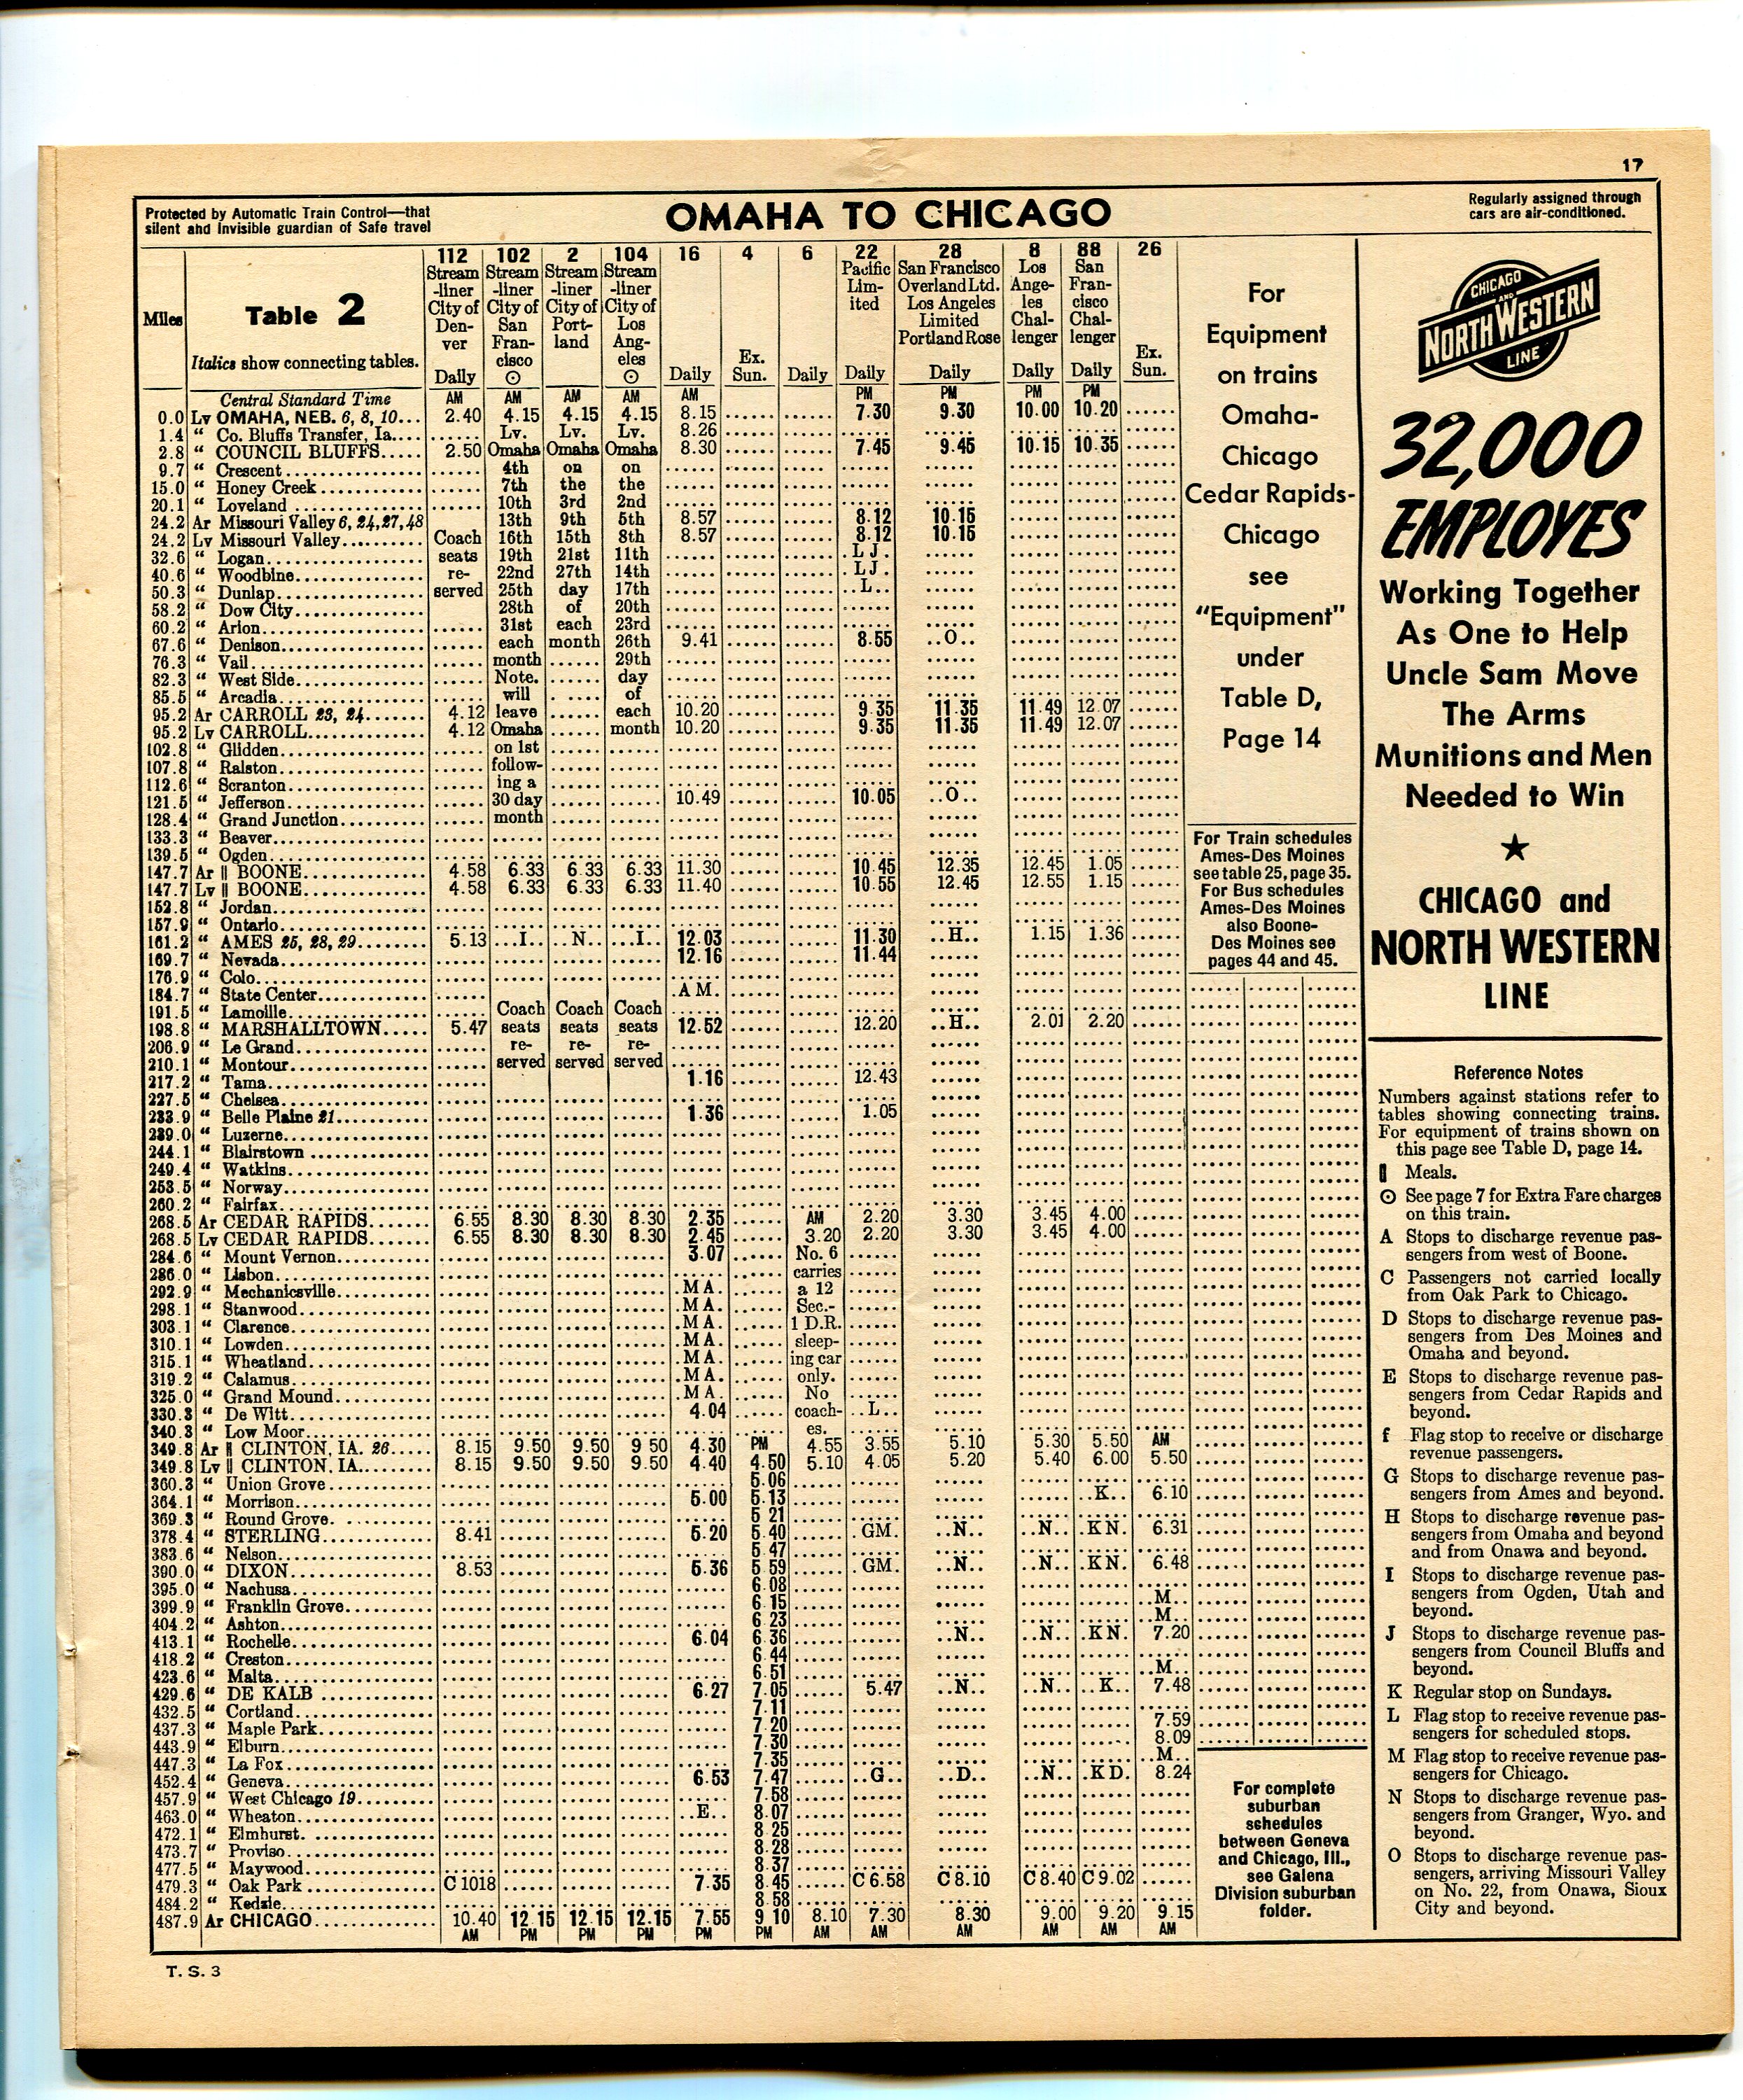 17
Protected by Automatic Train Control—that
silent and invisible guardian of Safe travel
OMAHA TO CHICAGO
Regularly assigned through
cars are air-conditioned.
Miles
Table 2
Italics show connecting tables.
112 Stream-liner City of Den-ver Daily
102 Stream-liner City of San Fran-cisco ⊙
2 Stream-liner City of Port-land
104 Stream-liner City of Los Ang-eles ⊙
16 Daily
4 Ex. Sun.
6 Daily
22 Pacific Lim-ited Daily
28 San Francisco Overland Ltd. Los Angeles Limited Portland Rose Daily
8 Los Ange-les Chal-lenger Daily
88 San Fran-cisco Chal-lenger Daily
26 Ex. Sun.
Central Standard Time AM AM AM AM AM PM PM PM PM
0.0 Lv OMAHA, NEB. 6, 8, 10... 2.40 4.15 4.15 4.15 8.15 7.30 9.30 10.00 10.20
1.4 “ Co. Bluffs Transfer, Ia. Lv. Lv. Lv. 8.26
2.8 “ COUNCIL BLUFFS 2.50 Omaha Omaha Omaha 8.30 7.45 9.45 10.15 10.35
9.7 “ Crescent 4th on on
15.0 “ Honey Creek 7th the the
20.1 “ Loveland 10th 3rd 2nd
24.2 Ar Missouri Valley 6, 24, 27, 48 13th 9th 5th 8.57 8.12 10.15
24.2 Lv Missouri Valley Coach 16th 15th 8th 8.57 8.12 10.15
32.6 “ Logan seats 19th 21st 11th L J
40.6 “ Woodbine re- 22nd 27th 14th L J
50.3 “ Dunlap served 25th day 17th L
58.2 “ Dow City 28th of 20th
60.2 “ Arion 31st each 23rd
67.6 “ Denison each month 26th 9.41 8.55 O
76.3 “ Vail month 29th
82.3 “ West Side Note. day
85.5 “ Arcadia will of
95.2 Ar CARROLL 23, 24 4.12 leave each 10.20 9.35 11.35 11.49 12.07
95.2 Lv CARROLL 4.12 Omaha month 10.20 9.35 11.35 11.49 12.07
102.8 “ Glidden on 1st
107.8 “ Ralston follow-
112.6 “ Scranton ing a
121.5 “ Jefferson 30 day 10.49 10.05 O
128.4 “ Grand Junction month
133.3 “ Beaver
139.5 “ Ogden
147.7 Ar BOONE 4.58 6.33 6.33 6.33 11.30 10.45 12.35 12.45 1.05
147.7 Lv BOONE 4.58 6.33 6.33 6.33 11.40 10.55 12.45 12.55 1.15
152.8 “ Jordan
157.9 “ Ontario
161.2 “ AMES 25, 28, 29 5.13 I N I 12.03 11.30 H 1.15 1.36
169.7 “ Nevada 12.16 11.44
176.9 “ Colo
184.7 “ State Center A M
191.5 “ Lamoille Coach Coach Coach
198.8 “ MARSHALLTOWN 5.47 seats seats seats 12.52 12.20 H 2.01 2.20
206.9 “ Le Grand re- re- re-
210.1 “ Montour served served served
217.2 “ Tama 1.16 12.43
227.5 “ Chelsea
233.9 “ Belle Plaine 21 1.36 1.05
239.0 “ Luzerne
244.1 “ Blairstown
249.4 “ Watkins
253.5 “ Norway
260.2 “ Fairfax
268.5 Ar CEDAR RAPIDS 6.55 8.30 8.30 8.30 2.35 AM 2.20 3.30 3.45 4.00
268.5 Lv CEDAR RAPIDS 6.55 8.30 8.30 8.30 2.45 3.20 2.20 3.30 3.45 4.00
284.6 “ Mount Vernon 3.07 No. 6
286.0 “ Lisbon carries
292.9 “ Mechanicsville M A a 12
298.1 “ Stanwood M A Sec.-
303.1 “ Clarence M A 1 D.R.
310.1 “ Lowden M A sleep-
315.1 “ Wheatland M A ing car
319.2 “ Calamus M A only.
325.0 “ Grand Mound M A No
330.3 “ De Witt 4.04 coach- L
340.3 “ Low Moor es.
349.8 Ar CLINTON, IA. 26 8.15 9.50 9.50 9 50 4.30 PM 4.55 3.55 5.10 5.30 5.50 AM
349.8 Lv CLINTON, IA. 8.15 9.50 9.50 9.50 4.40 4.50 5.10 4.05 5.20 5.40 6.00 5.50
360.3 “ Union Grove 5.06
364.1 “ Morrison 5.00 5.13 K 6.10
369.3 “ Round Grove 5 21
378.4 “ STERLING 8.41 5.20 5.40 GM N N KN 6.31
383.6 “ Nelson 5.47
390.0 “ DIXON 8.53 5.36 5.59 GM N N KN 6.48
395.0 “ Nachusa 6.08
399.9 “ Franklin Grove 6.15 M
404.2 “ Ashton 6.23 M
413.1 “ Rochelle 6.04 6.36 N N KN 7.20
418.2 “ Creston 6.44
423.6 “ Malta 6.51 M
429.6 “ DE KALB 6.27 7.05 5.47 N N K 7.48
432.5 “ Cortland 7.11
437.3 “ Maple Park 7.20 7.59
443.9 “ Elburn 7.30 8.09
447.3 “ La Fox 7.35 M
452.4 “ Geneva 6.53 7.47 G D N KD 8.24
457.9 “ West Chicago 19 7.58
463.0 “ Wheaton E 8.07
472.1 “ Elmhurst 8.25
473.7 “ Proviso 8.28
477.5 “ Maywood 8.37
479.3 “ Oak Park C 1018 7.35 8.45 C 6.58 C 8.10 C 8.40 C 9.02
484.2 “ Kedzie 8.58
487.9 Ar CHICAGO 10.40 12.15 12.15 12.15 7.55 9.10 8.10 7.30 8.30 9.00 9.20 9.15
AM PM PM PM PM PM AM AM AM AM AM AM
For
Equipment
on trains
Omaha-
Chicago
Cedar Rapids-
Chicago
see
“Equipment”
under
Table D,
Page 14
For Train schedules
Ames-Des Moines
see table 25, page 35.
For Bus schedules
Ames-Des Moines
also Boone-
Des Moines see
pages 44 and 45.
For complete
suburban
schedules
between Geneva
and Chicago, Ill.,
see Galena
Division suburban
folder.
CHICAGO
AND
NORTH WESTERN
LINE
32,000
EMPLOYES
Working Together
As One to Help
Uncle Sam Move
The Arms
Munitions and Men
Needed to Win
★
CHICAGO and
NORTH WESTERN
LINE
Reference Notes
Numbers against stations refer to
tables showing connecting trains.
For equipment of trains shown on
this page see Table D, page 14.
Meals.
⊙ See page 7 for Extra Fare charges
on this train.
A Stops to discharge revenue pas-
sengers from west of Boone.
C Passengers not carried locally
from Oak Park to Chicago.
D Stops to discharge revenue pas-
sengers from Des Moines and
Omaha and beyond.
E Stops to discharge revenue pas-
sengers from Cedar Rapids and
beyond.
f Flag stop to receive or discharge
revenue passengers.
G Stops to discharge revenue pas-
sengers from Ames and beyond.
H Stops to discharge revenue pas-
sengers from Omaha and beyond
and from Onawa and beyond.
I Stops to discharge revenue pas-
sengers from Ogden, Utah and
beyond.
J Stops to discharge revenue pas-
sengers from Council Bluffs and
beyond.
K Regular stop on Sundays.
L Flag stop to receive revenue pas-
sengers for scheduled stops.
M Flag stop to receive revenue pas-
sengers for Chicago.
N Stops to discharge revenue pas-
sengers from Granger, Wyo. and
beyond.
O Stops to discharge revenue pas-
sengers, arriving Missouri Valley
on No. 22, from Onawa, Sioux
City and beyond.
T. S. 3